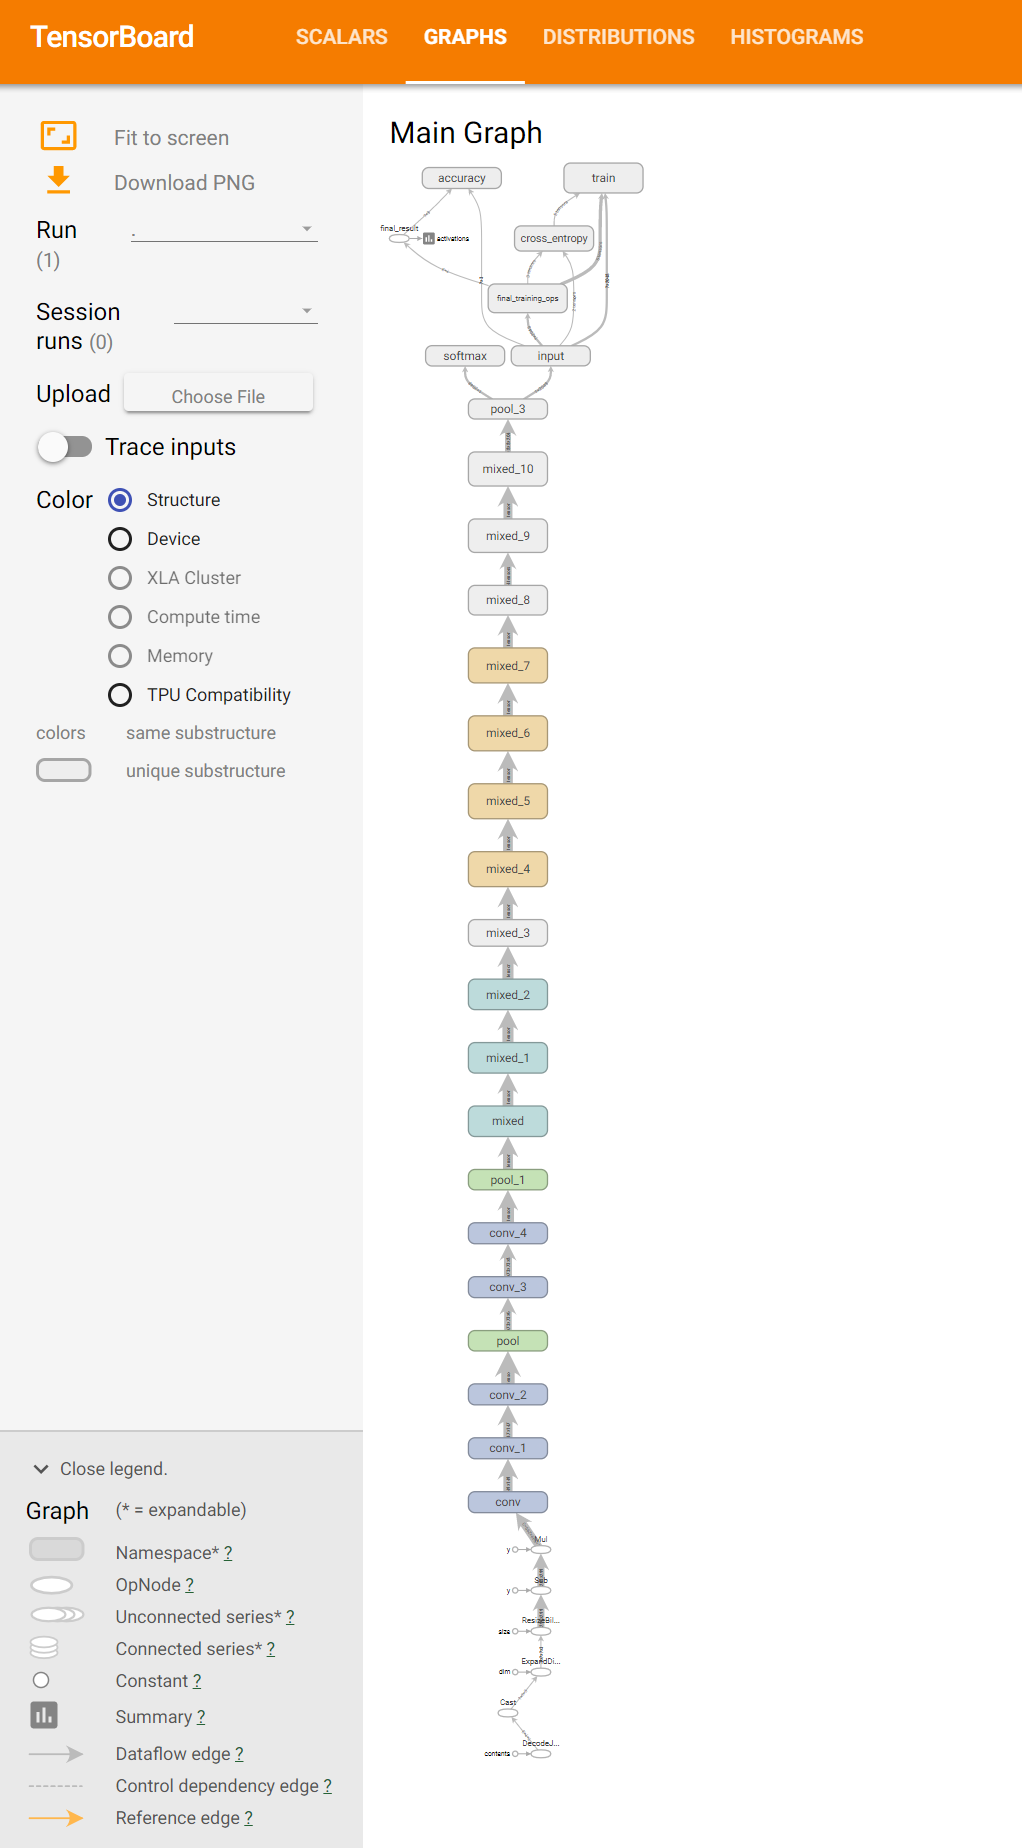 TensorBoard
SCALARS GRAPHS DISTRIBUTIONS HISTOGRAMS
Fit to screen
Download PNG
Run
(1)
.
Session
runs (0)
Upload Choose File
Trace inputs
Color Structure
Device
XLA Cluster
Compute time
Memory
TPU Compatibility
colors same substructure
unique substructure
Close legend.
Graph (* = expandable)
Namespace* ?
OpNode ?
Unconnected series* ?
Connected series* ?
Constant ?
Summary ?
Dataflow edge ?
Control dependency edge ?
Reference edge ?
Main Graph
accuracy train
final_result
activations cross_entropy
final_training_ops
softmax input
pool_3
mixed_10
mixed_9
mixed_8
mixed_7
mixed_6
mixed_5
mixed_4
mixed_3
mixed_2
mixed_1
mixed
pool_1
conv_4
conv_3
pool
conv_2
conv_1
conv
Mul
y
Sub
y
ResizeBil...
size
ExpandDi...
dim
Cast
DecodeJ...
contents